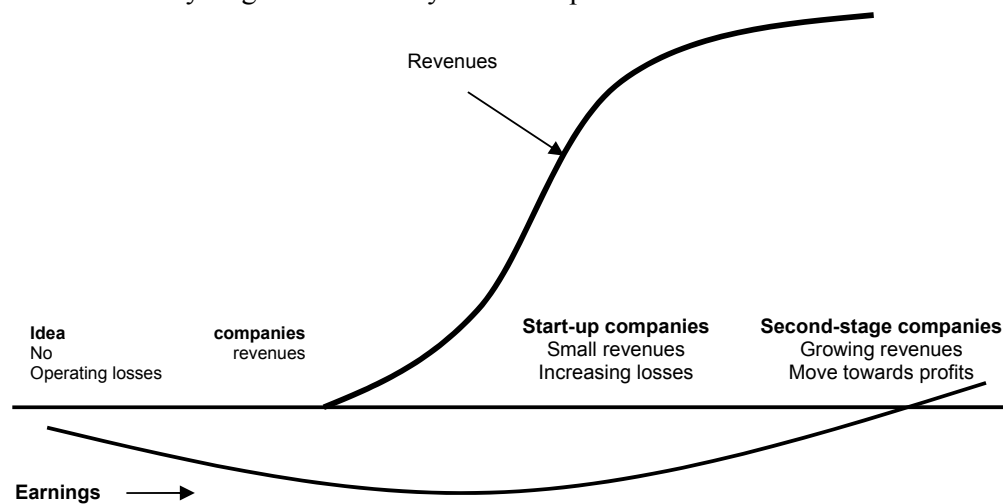 Revenues
Idea companies
No revenues
Operating losses
Start-up companies
Small revenues
Increasing losses
Second-stage companies
Growing revenues
Move towards profits
Earnings